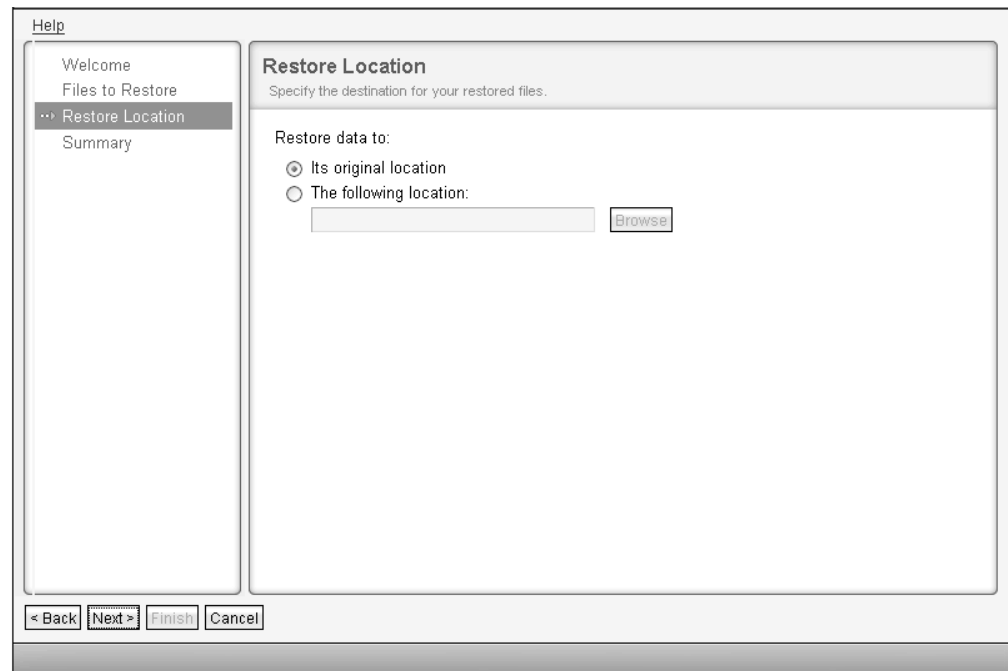 Help
Welcome
Files to Restore
Restore Location
Summary
Restore Location
Specify the destination for your restored files.
Restore data to:
Its original location
The following location:
Browse
< Back Next > Finish Cancel